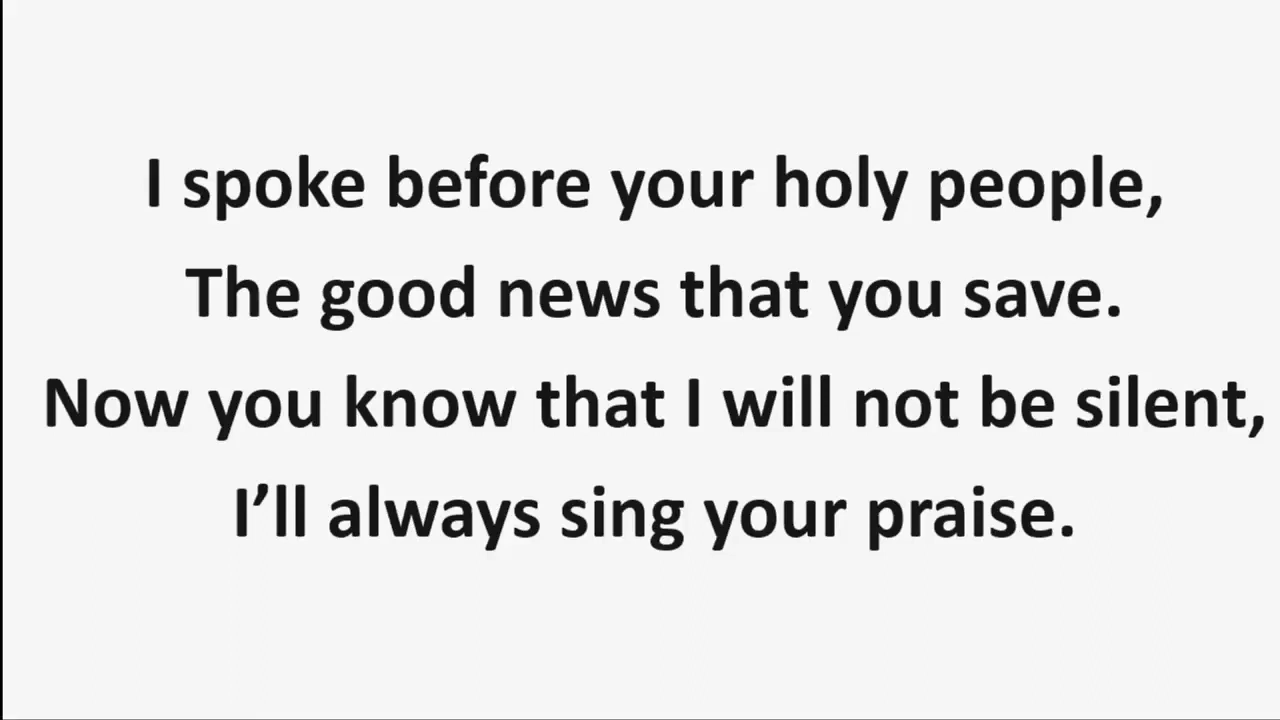 I spoke before your holy people,
The good news that you save.
Now you know that I will not be silent,
I’ll always sing your praise.